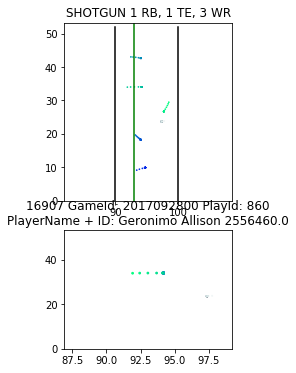 SHOTGUN 1 RB, 1 TE, 3 WR
50
40
30
20
10
0
90 100
16907 GameId: 2017092800 PlayId: 860
PlayerName + ID: Geronimo Allison 2556460.0
40
20
0
87.5 90.0 92.5 95.0 97.5